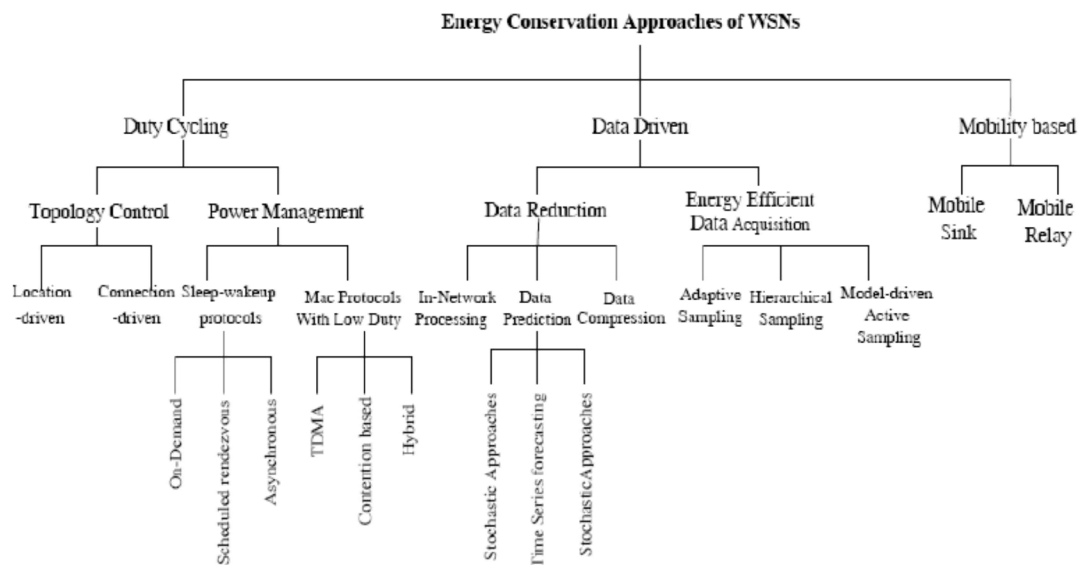 Energy Conservation Approaches of WSNs
Duty Cycling
Data Driven
Mobility based
Topology Control
Power Management
Data Reduction
Energy Efficient
Data Acquisition
Mobile
Sink
Mobile
Relay
Location
-driven
Connection
-driven
Sleep-wakeup
protocols
Mac Protocols
With Low Duty
In-Network
Processing
Data
Prediction
Data
Compression
Adaptive
Sampling
Hierarchical
Sampling
Model-driven
Active
Sampling
On-Demand
Scheduled rendezvous
Asynchronous
TDMA
Contention based
Hybrid
Stochastic Approaches
Time Series forecasting
StochasticApproaches